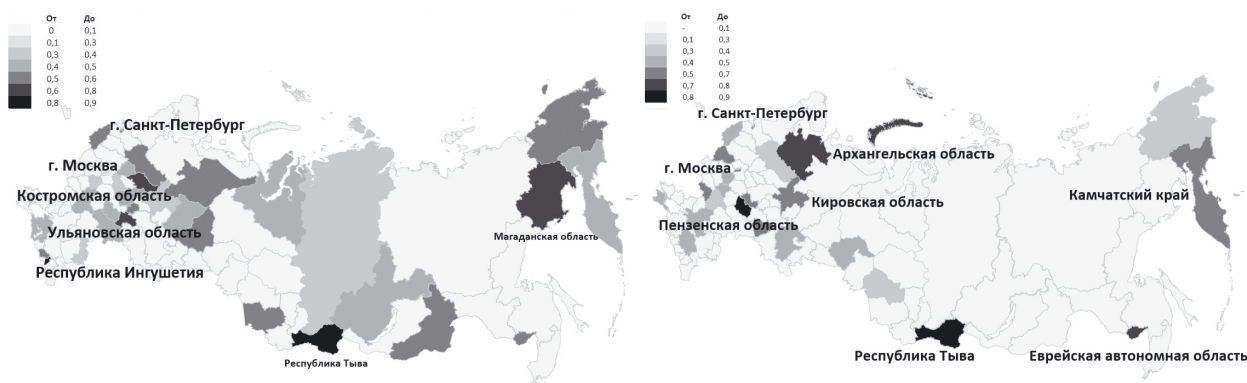 От До
0 0,1
0,1 0,3
0,3 0,4
0,4 0,5
0,5 0,6
0,6 0,8
0,8 0,9
г. Санкт-Петербург
г. Москва
Костромская область
Ульяновская область
Республика Ингушетия
Магаданская область
Республика Тыва
От До
- 0,1
0,1 0,3
0,3 0,4
0,4 0,5
0,5 0,7
0,7 0,8
0,8 0,9
г. Санкт-Петербург
Архангельская область
г. Москва
Камчатский край
Кировская область
Пензенская область
Республика Тыва
Еврейская автономная область